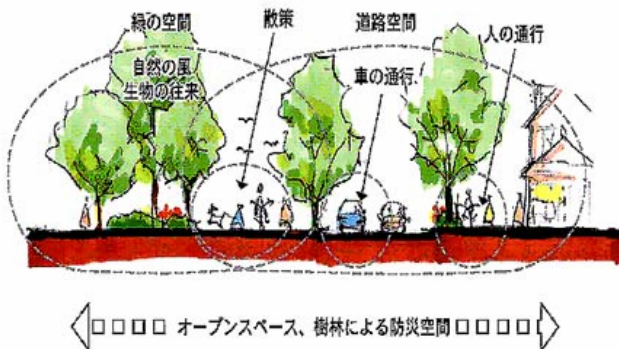 緑の空間
散策
道路空間
人の通行
自然の風
生物の往来
車の通行
オープンスペース、樹林による防災空間